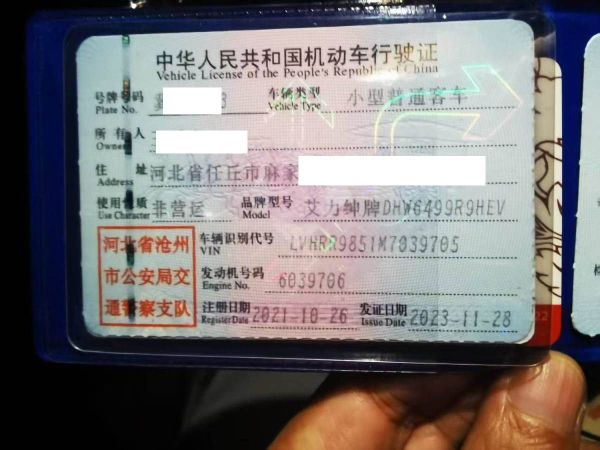 中华人民共和国机动车行驶证
Vehicle License of the People's Republic of China
号牌号码 冀 3 车辆类型 小型普通客车
Plate No. Vehicle Type
所有人
Owner
住址 河北省任丘市麻家
Address
使用性质 非营运 品牌型号 艾力绅牌DHW6499R9HEV
Use Character Model
河北省沧州
市公安局交
通警察支队
车辆识别代号 LVHRR9851M7039705
VIN
发动机号码 6039706
Engine No.
注册日期 2021-10-26 发证日期 2023-11-28
Register Date Issue Date